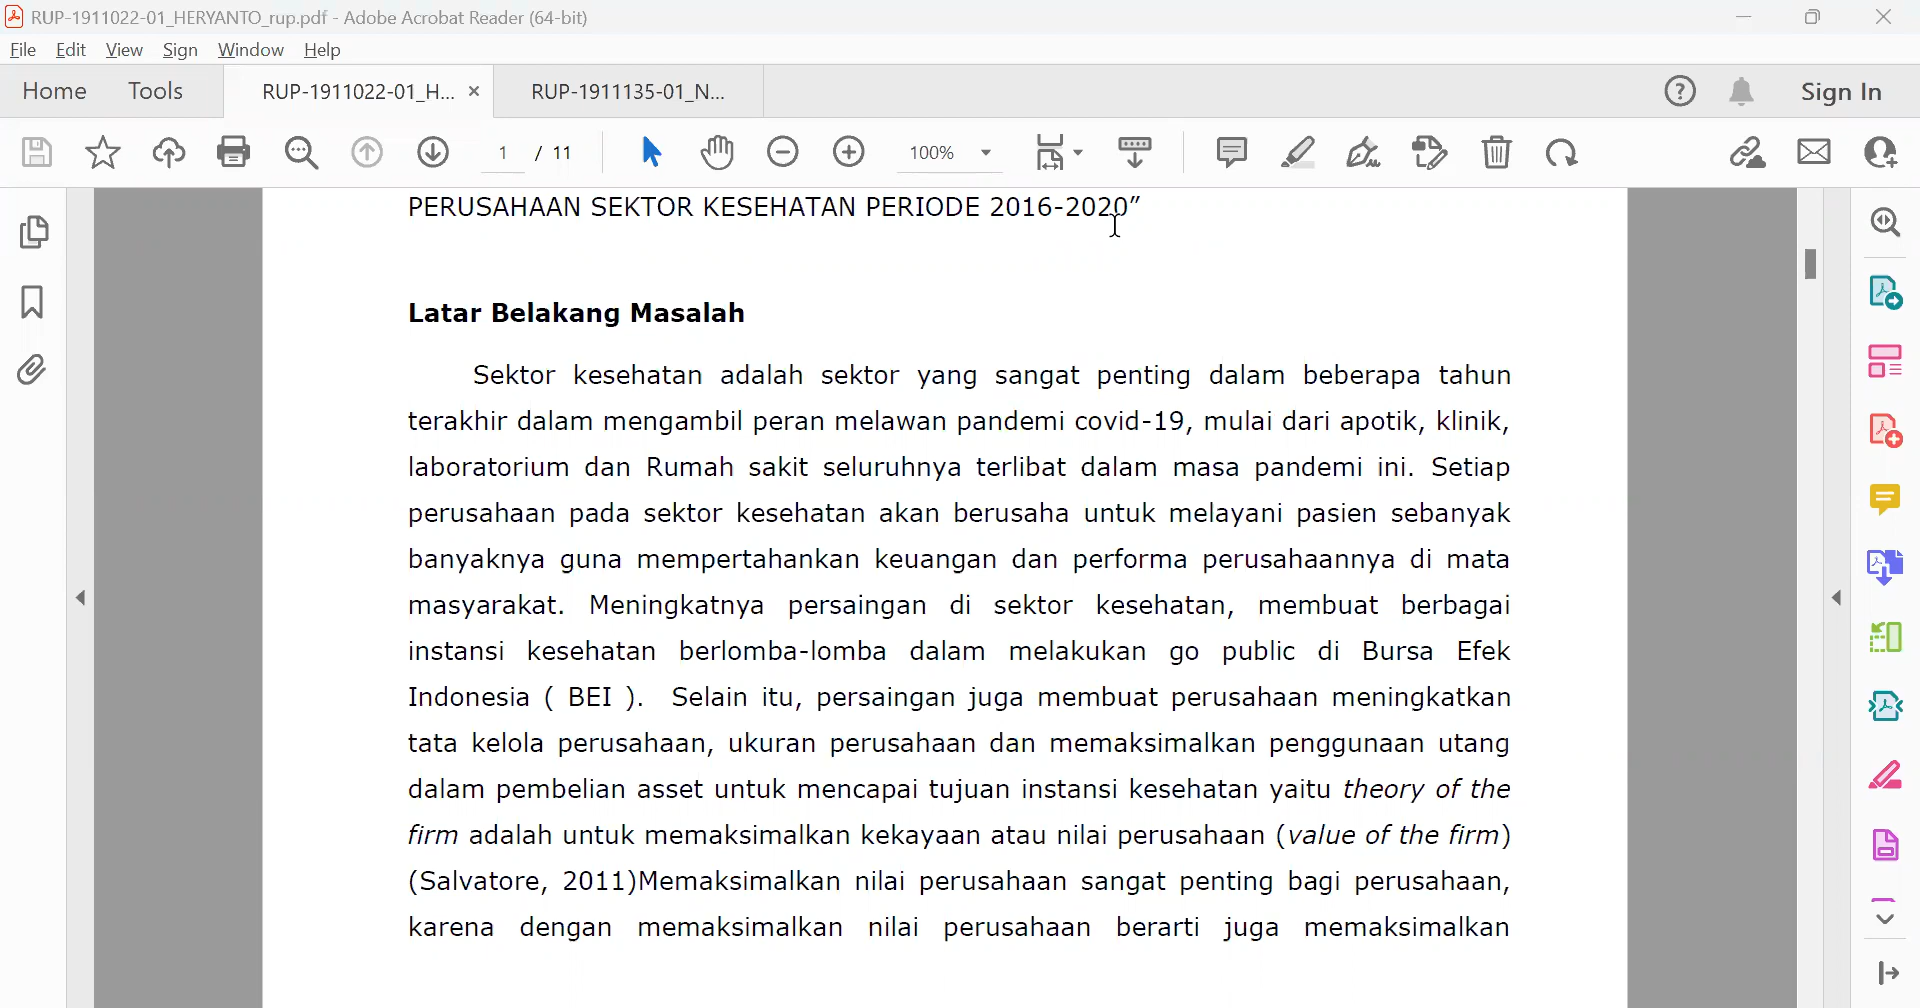 RUP-1911022-01_HERYANTO_rup.pdf - Adobe Acrobat Reader (64-bit)
File Edit View Sign Window Help
Home Tools RUP-1911022-01_H... × RUP-1911135-01_N... Sign In
1 / 11 100%
PERUSAHAAN SEKTOR KESEHATAN PERIODE 2016-2020”
Latar Belakang Masalah
Sektor kesehatan adalah sektor yang sangat penting dalam beberapa tahun
terakhir dalam mengambil peran melawan pandemi covid-19, mulai dari apotik, klinik,
laboratorium dan Rumah sakit seluruhnya terlibat dalam masa pandemi ini. Setiap
perusahaan pada sektor kesehatan akan berusaha untuk melayani pasien sebanyak
banyaknya guna mempertahankan keuangan dan performa perusahaannya di mata
masyarakat. Meningkatnya persaingan di sektor kesehatan, membuat berbagai
instansi kesehatan berlomba-lomba dalam melakukan go public di Bursa Efek
Indonesia ( BEI ). Selain itu, persaingan juga membuat perusahaan meningkatkan
tata kelola perusahaan, ukuran perusahaan dan memaksimalkan penggunaan utang
dalam pembelian asset untuk mencapai tujuan instansi kesehatan yaitu theory of the
firm adalah untuk memaksimalkan kekayaan atau nilai perusahaan (value of the firm)
(Salvatore, 2011)Memaksimalkan nilai perusahaan sangat penting bagi perusahaan,
karena dengan memaksimalkan nilai perusahaan berarti juga memaksimalkan